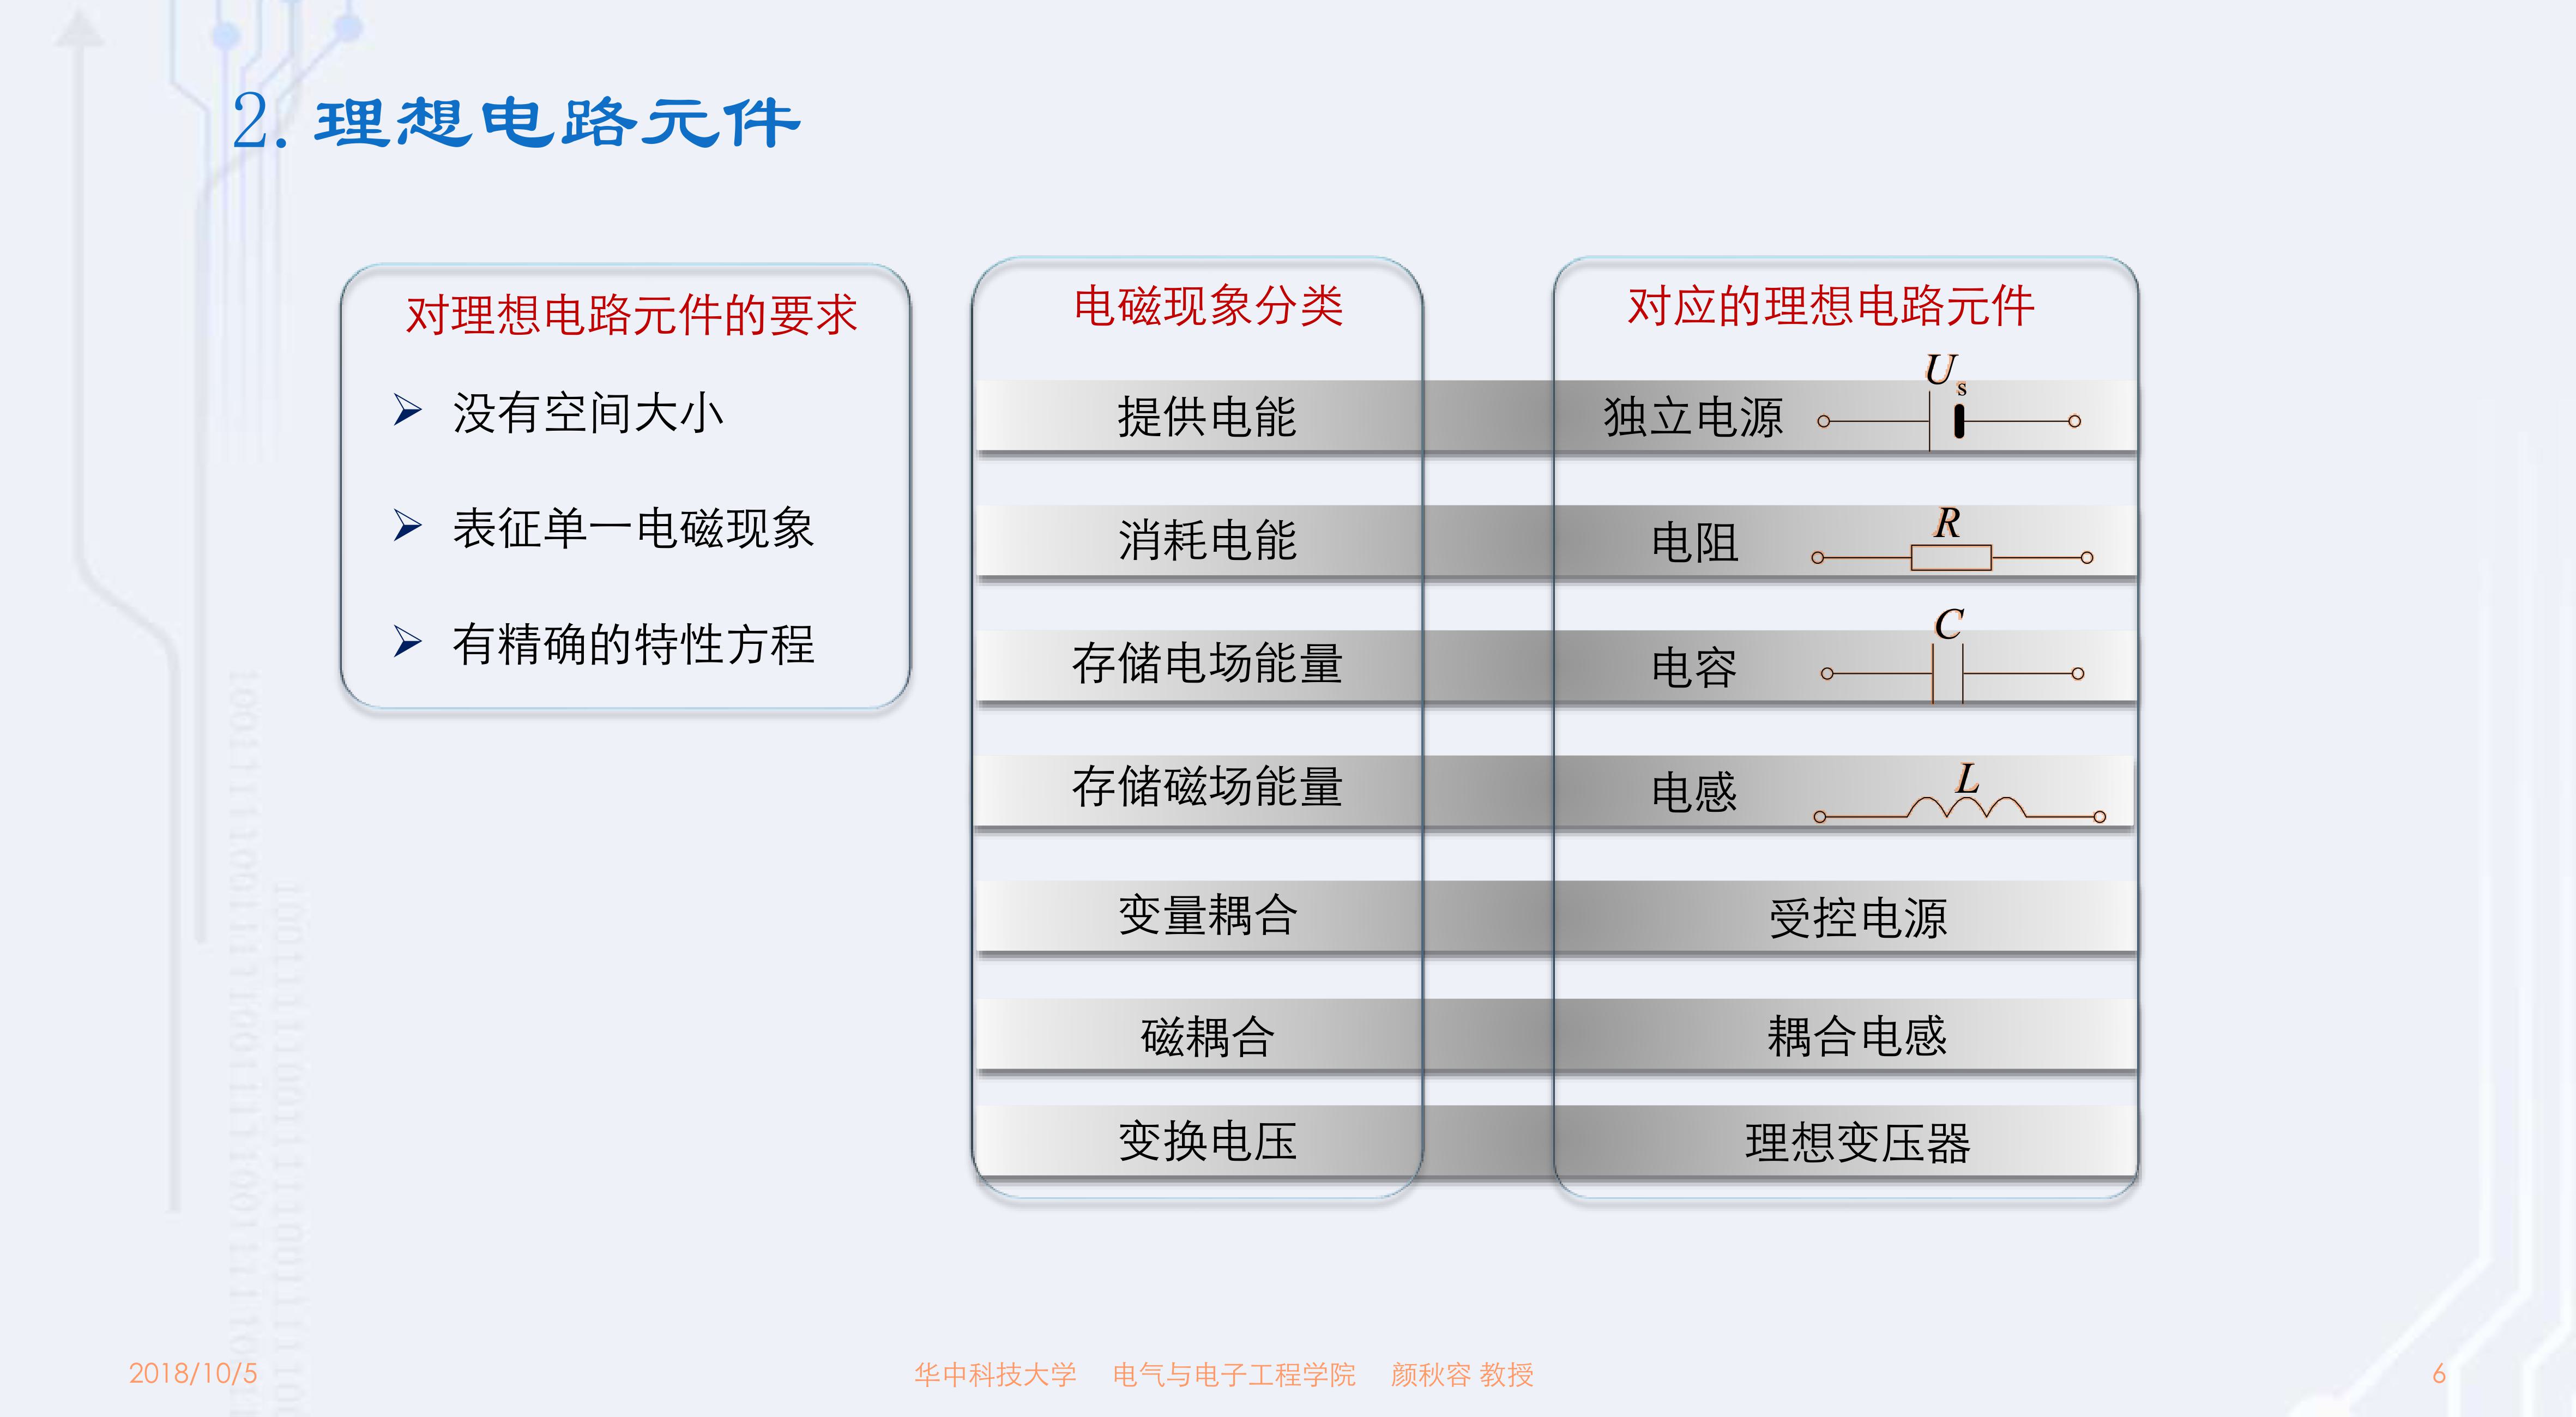 2. 理想电路元件
对理想电路元件的要求
➢ 没有空间大小
➢ 表征单一电磁现象
➢ 有精确的特性方程
电磁现象分类
对应的理想电路元件
提供电能
独立电源
Us
消耗电能
电阻
R
存储电场能量
电容
C
存储磁场能量
电感
L
变量耦合
受控电源
磁耦合
耦合电感
变换电压
理想变压器
2018/10/5
华中科技大学 电气与电子工程学院 颜秋容 教授
6